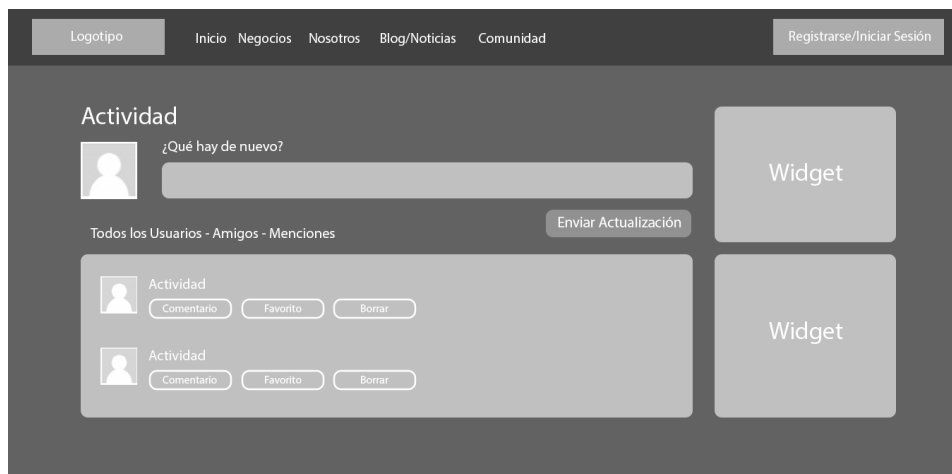 Logotipo
Inicio Negocios Nosotros Blog/Noticias Comunidad
Registrarse/Iniciar Sesión
Actividad
¿Qué hay de nuevo?
Enviar Actualización
Todos los Usuarios - Amigos - Menciones
Actividad
Comentario Favorito Borrar
Actividad
Comentario Favorito Borrar
Widget
Widget